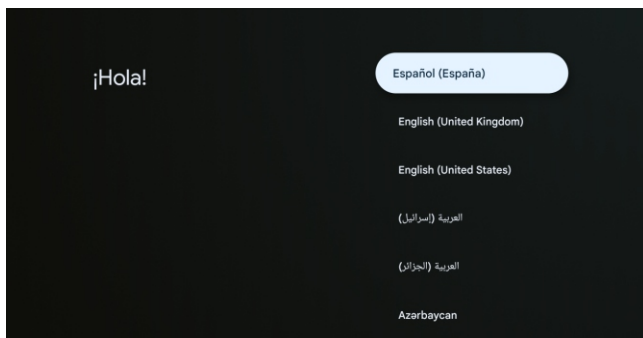 ¡Hola!
Español (España)
English (United Kingdom)
English (United States)
العربية (إسرائيل)
العربية (الجزائر)
Azərbaycan